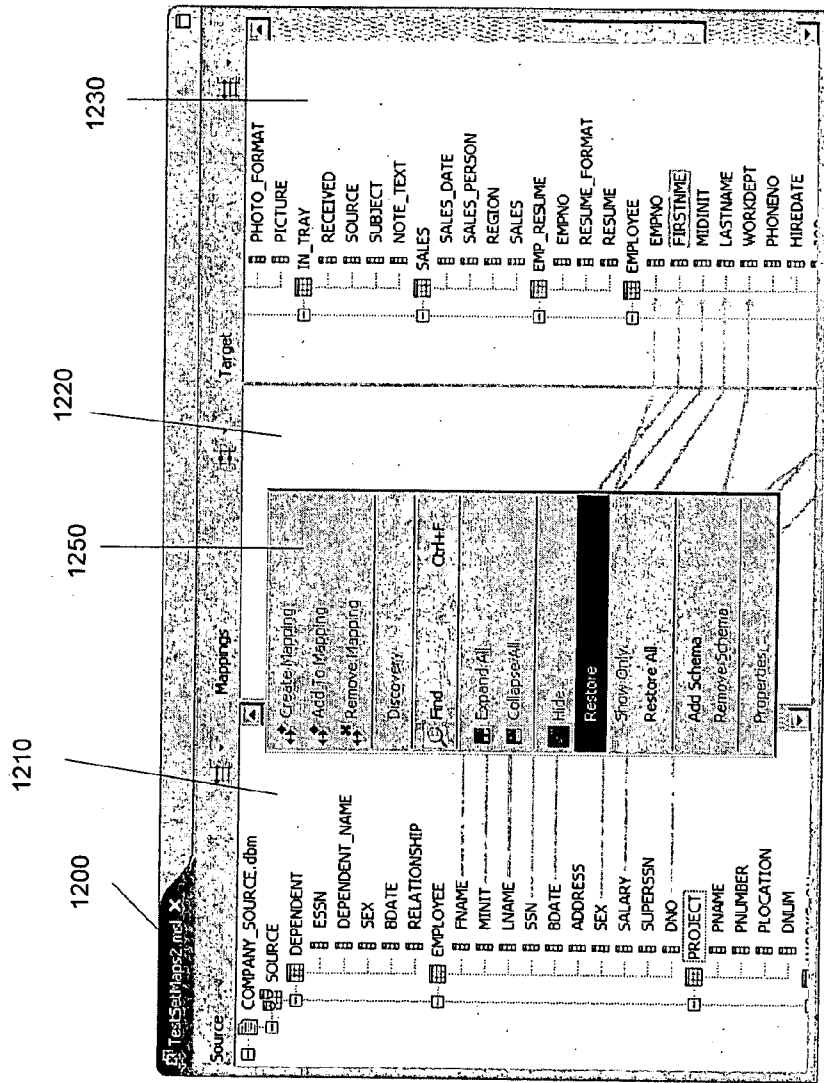 1200
1210
1250
1220
1230
TestSetMaps2.msl
Source
Mappings
Target
COMPANY_SOURCE.dbm
SOURCE
DEPENDENT
ESSN
DEPENDENT_NAME
SEX
BDATE
RELATIONSHIP
EMPLOYEE
FNAME
MINIT
LNAME
SSN
BDATE
ADDRESS
SEX
SALARY
SUPERSSN
DNO
PROJECT
PNAME
PNUMBER
PLOCATION
DNUM
WORKS_ON
Create Mapping
Add To Mapping
Remove Mapping
Discover
Find Ctrl+F
Expand All
Collapse All
Hide
Restore
Show Only
Restore All
Add Schema
Remove Schema
Properties
PHOTO_FORMAT
PICTURE
IN_TRAY
RECEIVED
SOURCE
SUBJECT
NOTE_TEXT
SALES
SALES_DATE
SALES_PERSON
REGION
SALES
EMP_RESUME
EMPNO
RESUME_FORMAT
RESUME
EMPLOYEE
EMPNO
FIRSTNME
MIDINIT
LASTNAME
WORKDEPT
PHONENO
HIREDATE
JOB